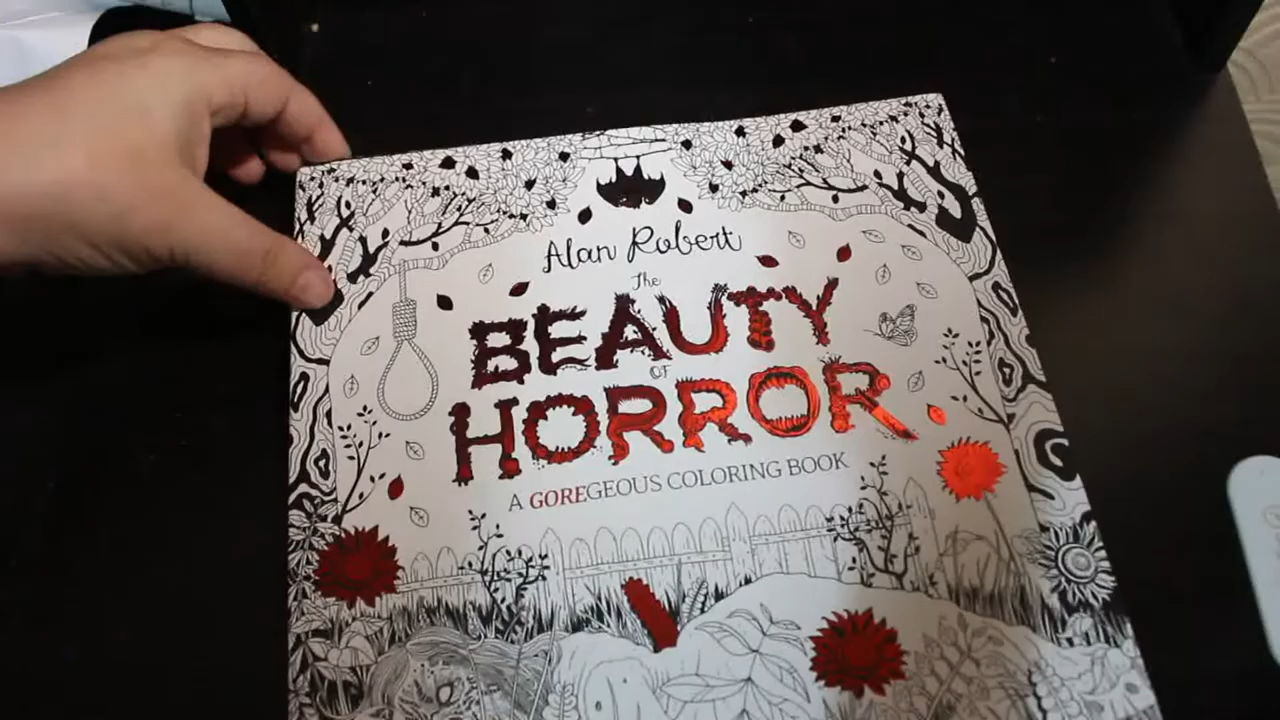 Alan Robert
The
BEAUTY
OF
HORROR
A GOREGEOUS COLORING BOOK